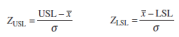 Z_USL = (USL − x̅) / σ    Z_LSL = (x̅ − LSL) / σ